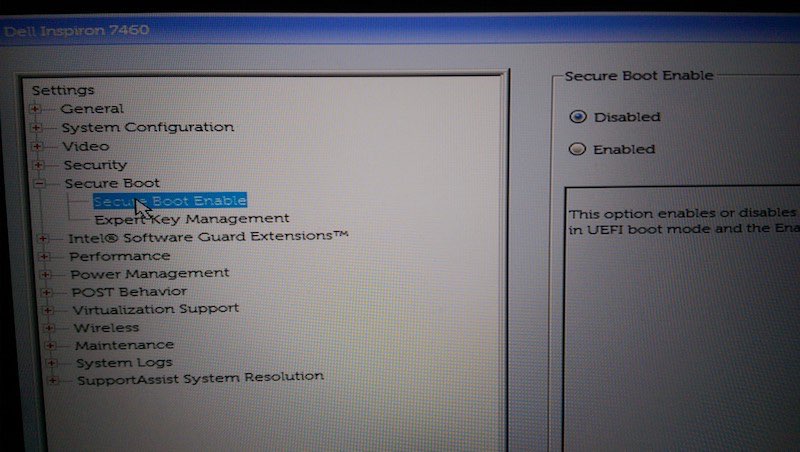 Dell Inspiron 7460
Settings
General
System Configuration
Video
Security
Secure Boot
Secure Boot Enable
Expert Key Management
Intel® Software Guard Extensions™
Performance
Power Management
POST Behavior
Virtualization Support
Wireless
Maintenance
System Logs
SupportAssist System Resolution
Secure Boot Enable
Disabled
Enabled
This option enables or disables
in UEFI boot mode and the Ena